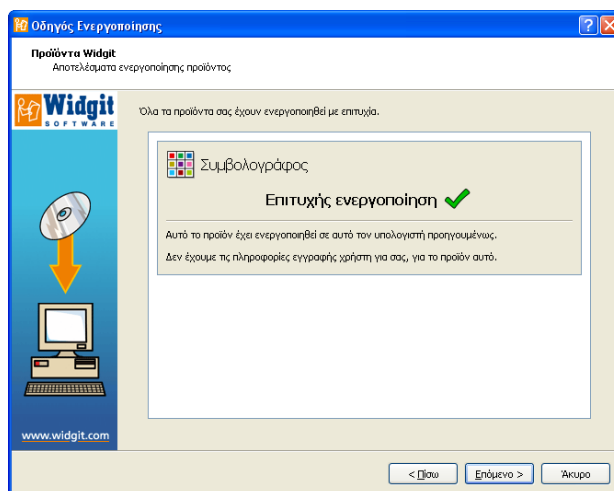 Οδηγός Ενεργοποίησης
Προϊόντα Widgit
Αποτελέσματα ενεργοποίησης προϊόντος
Widgit
SOFTWARE
Όλα τα προϊόντα σας έχουν ενεργοποιηθεί με επιτυχία.
Συμβολογράφος
Επιτυχής ενεργοποίηση
Αυτό το προϊόν έχει ενεργοποιηθεί σε αυτό τον υπολογιστή προηγουμένως.
Δεν έχουμε τις πληροφορίες εγγραφής χρήστη για σας, για το προϊόν αυτό.
www.widgit.com
< Πίσω
Επόμενο >
Άκυρο